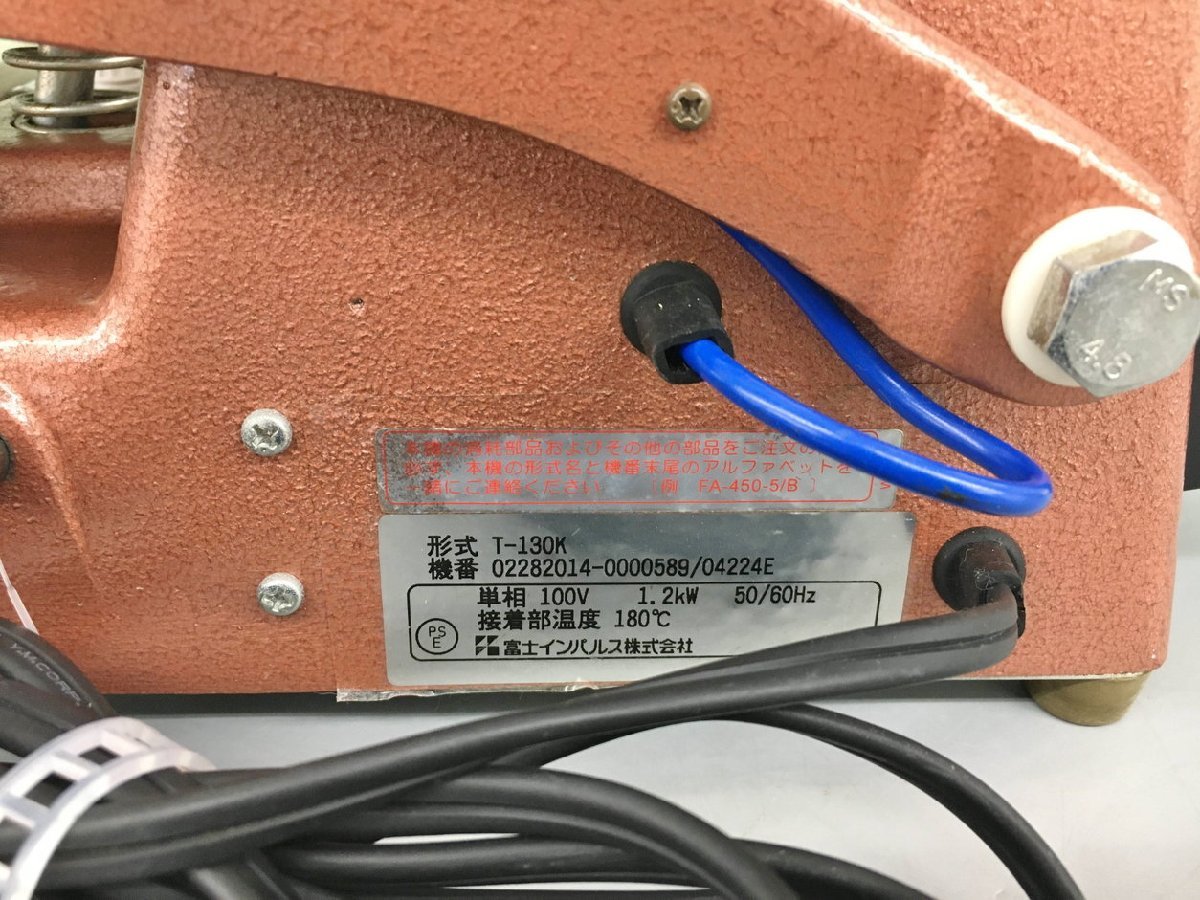 MS
4.8
本機の消耗部品およびその他の部品をご注文の
必ず、本機の形式名と機番末尾のアルファベットを
一緒にご連絡ください [例 FA-450-5/B]
形式 T-130K
機番 02282014-0000589/04224E
単相 100V 1.2kW 50/60Hz
接着部温度 180℃
PSE 富士インパルス株式会社